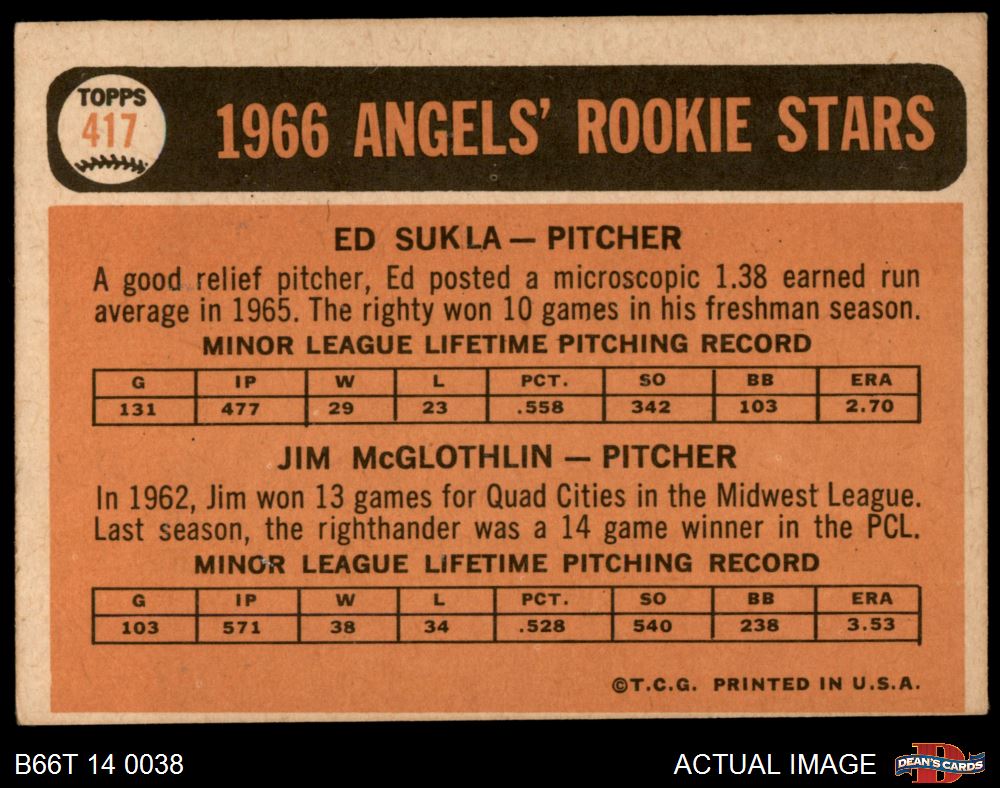 TOPPS
417
1966 ANGELS' ROOKIE STARS
ED SUKLA — PITCHER
A good relief pitcher, Ed posted a microscopic 1.38 earned run
average in 1965. The righty won 10 games in his freshman season.
MINOR LEAGUE LIFETIME PITCHING RECORD
G IP W L PCT. SO BB ERA
131 477 29 23 .558 342 103 2.70
JIM McGLOTHLIN — PITCHER
In 1962, Jim won 13 games for Quad Cities in the Midwest League.
Last season, the righthander was a 14 game winner in the PCL.
MINOR LEAGUE LIFETIME PITCHING RECORD
G IP W L PCT. SO BB ERA
103 571 38 34 .528 540 238 3.53
©T.C.G. PRINTED IN U.S.A.
B66T 14 0038
ACTUAL IMAGE
D
DEAN'S CARDS